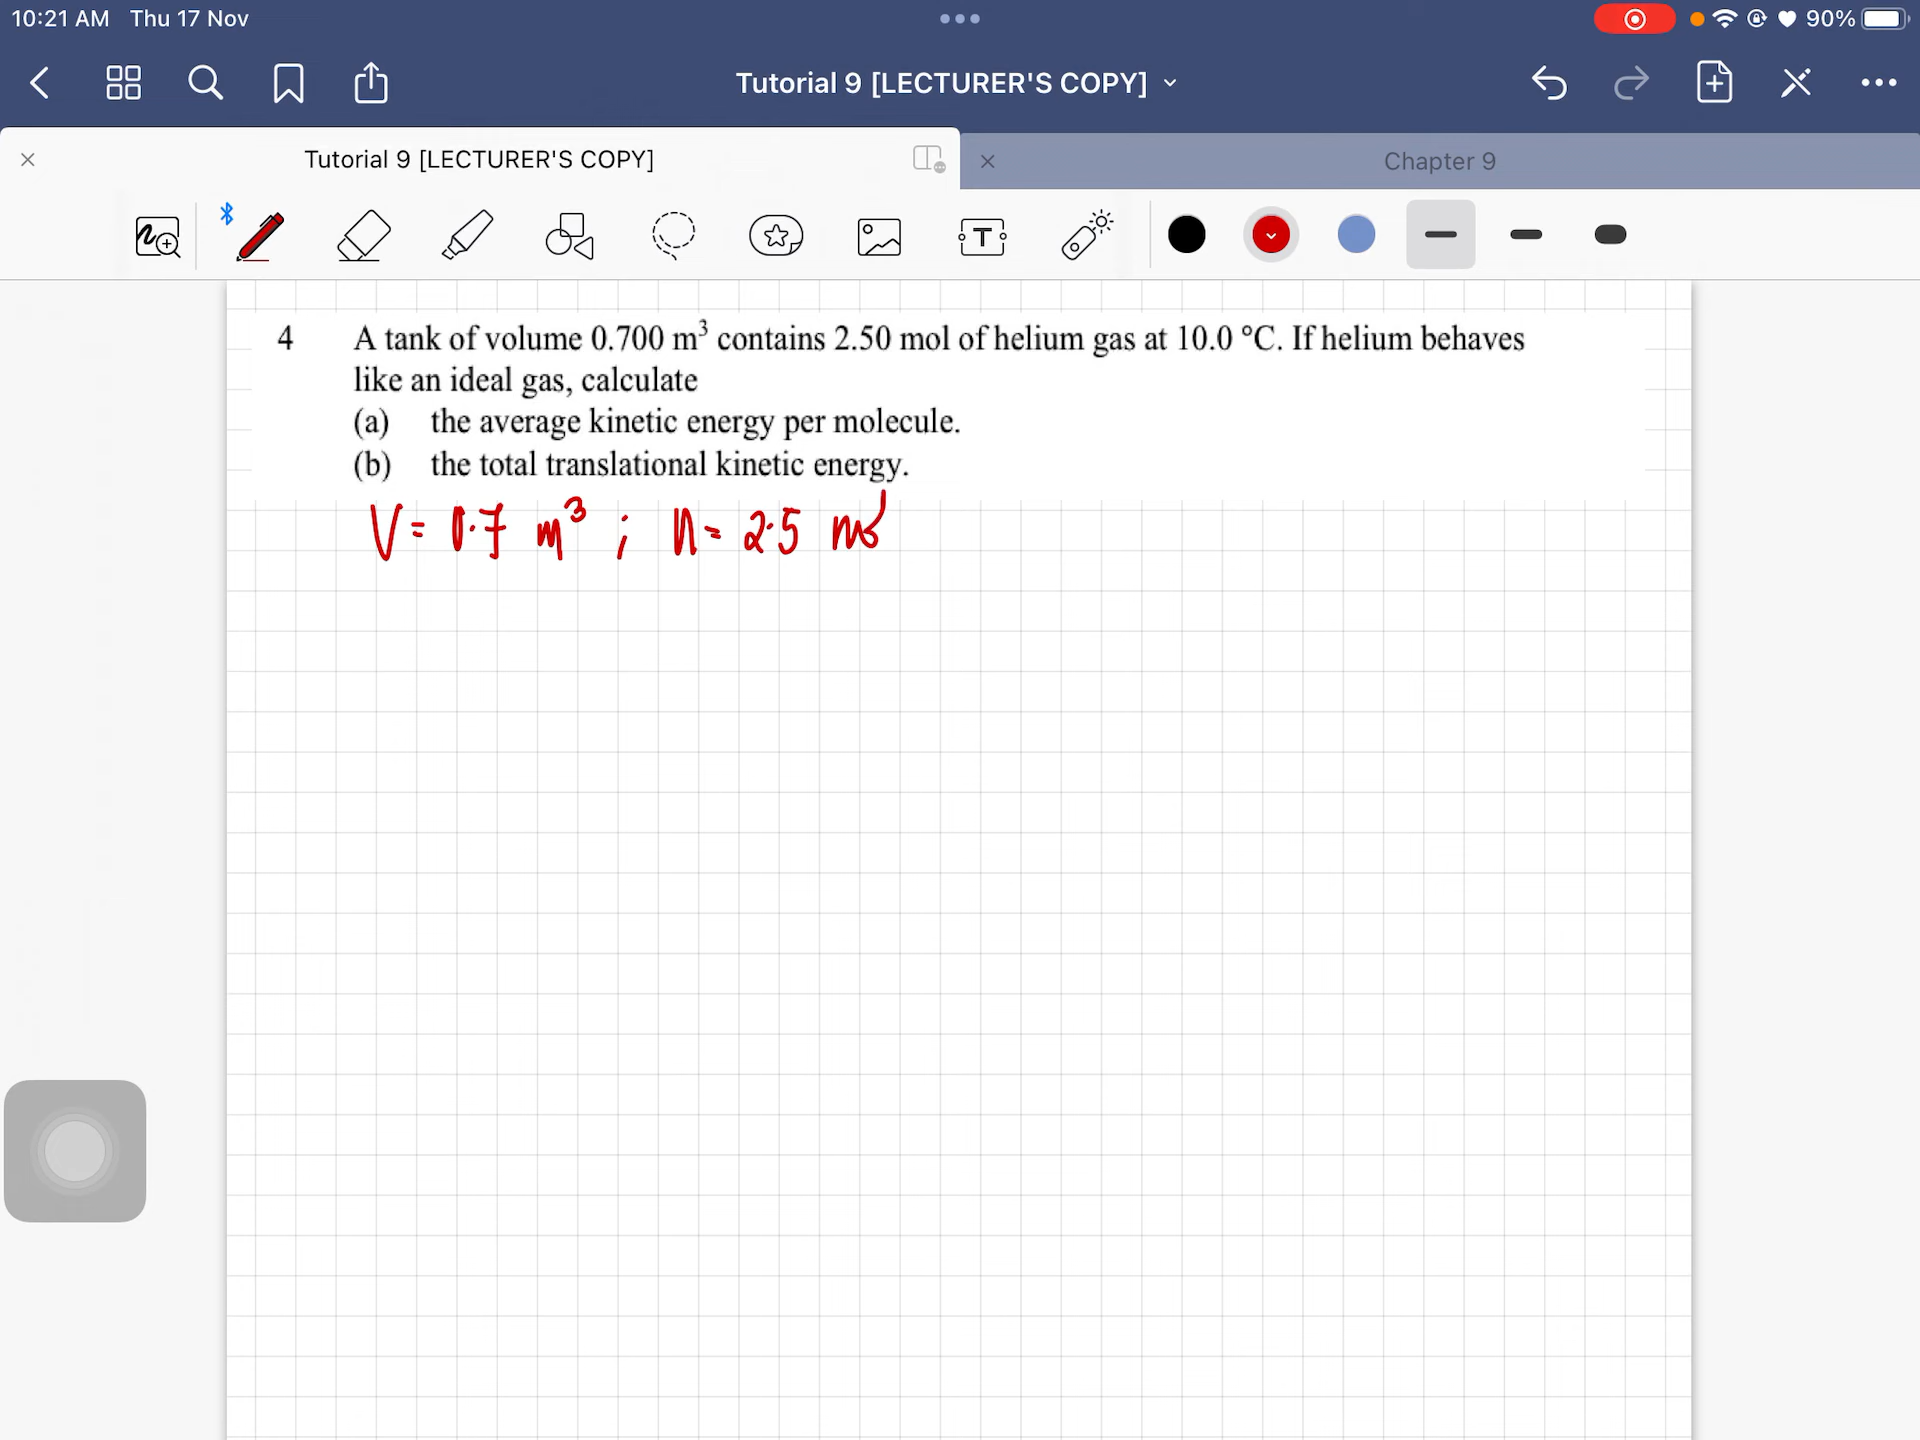 10:21 AM Thu 17 Nov
90%
Tutorial 9 [LECTURER'S COPY]
Tutorial 9 [LECTURER'S COPY]
Chapter 9
T
4 A tank of volume 0.700 m³ contains 2.50 mol of helium gas at 10.0 °C. If helium behaves
like an ideal gas, calculate
(a) the average kinetic energy per molecule.
(b) the total translational kinetic energy.
V = 0.7 m³ ; n = 2.5 mol